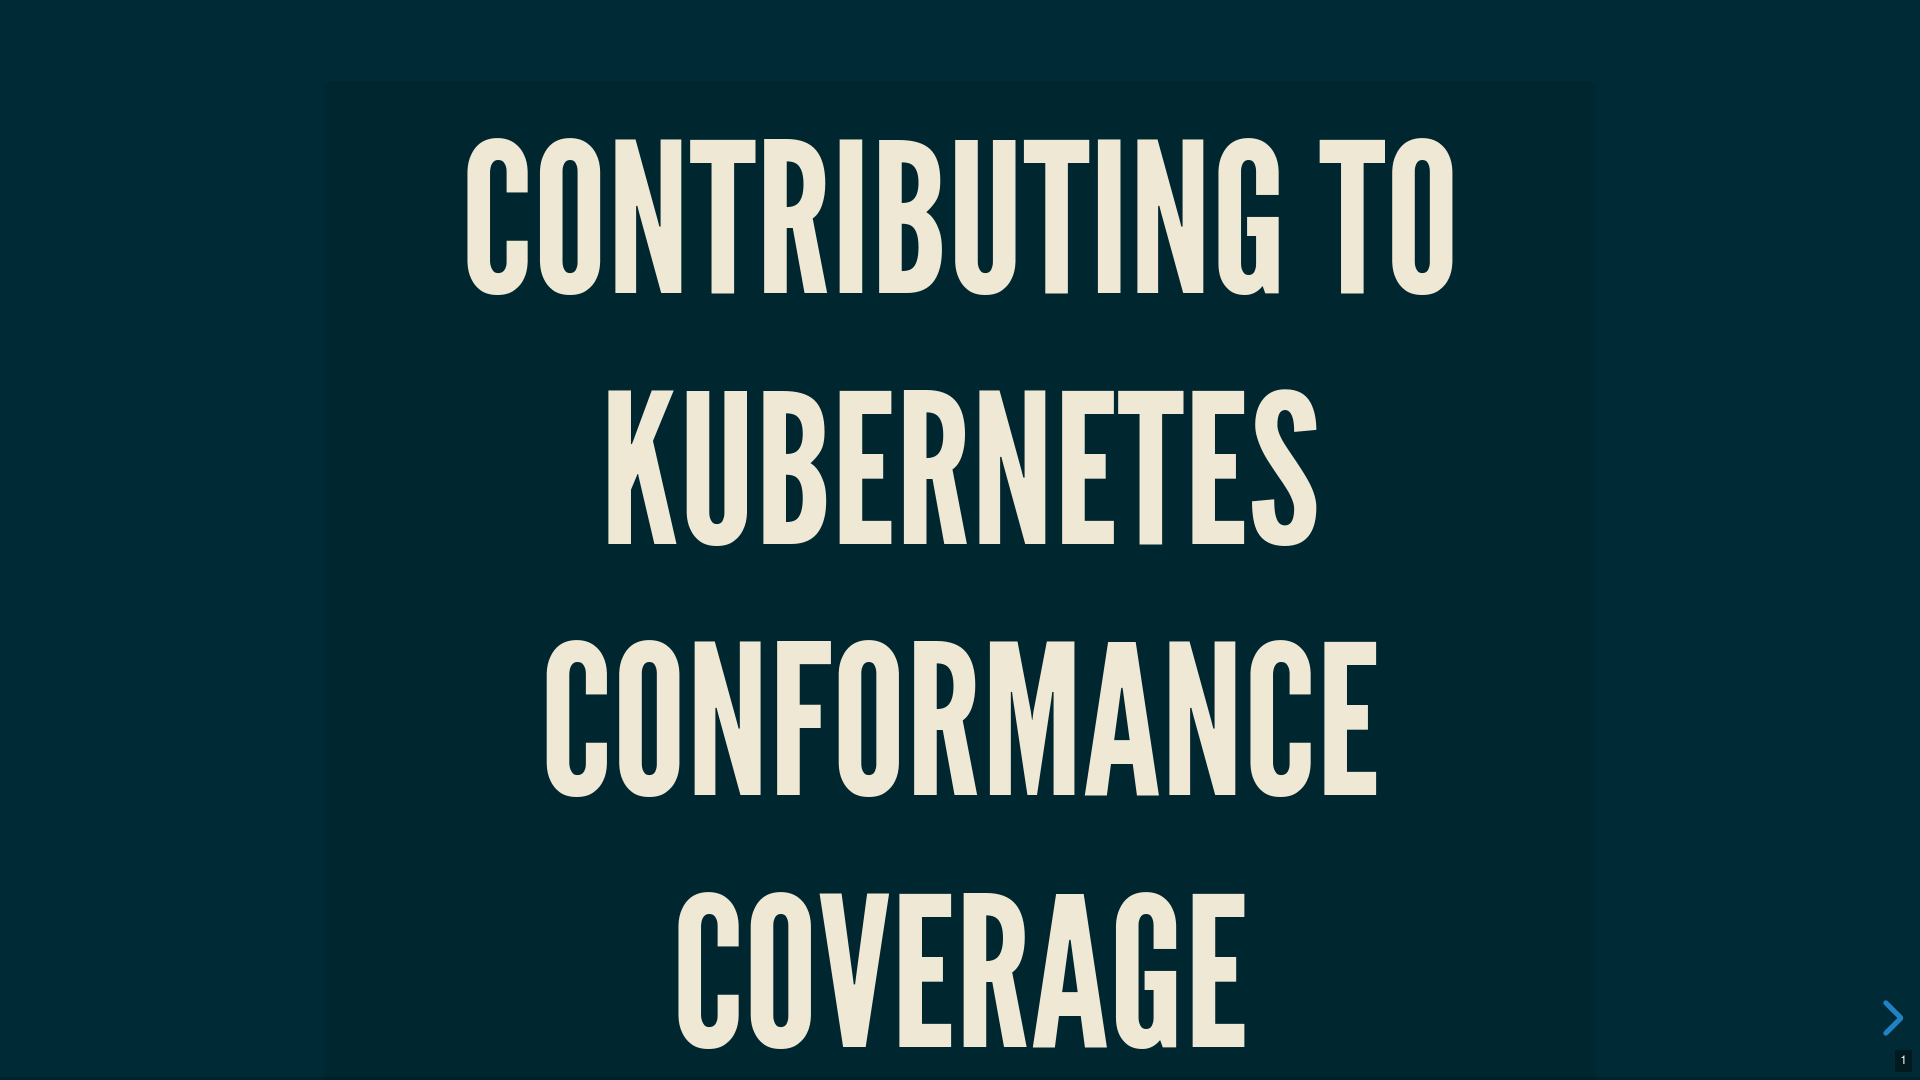 CONTRIBUTING TO
KUBERNETES
CONFORMANCE
COVERAGE
1